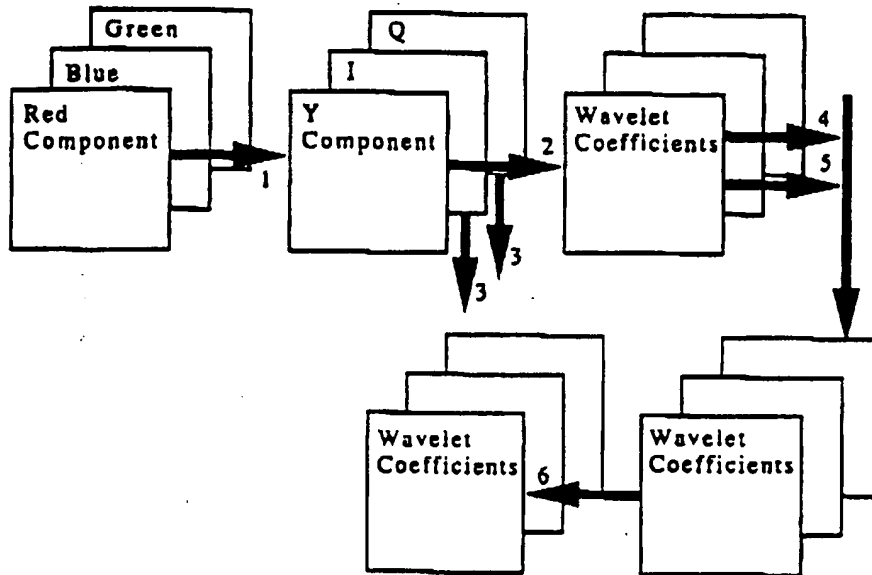 Green
Blue
Red
Component
1
Q
I
Y
Component
2
3
3
Wavelet
Coefficients
4
5
Wavelet
Coefficients
6
Wavelet
Coefficients